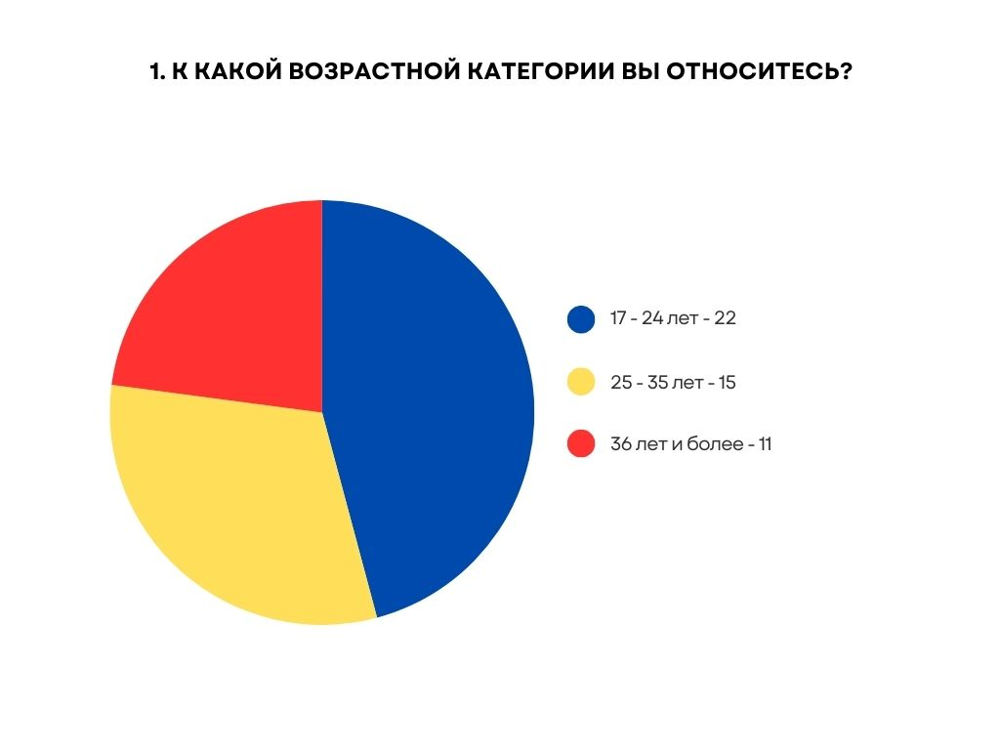 1. К КАКОЙ ВОЗРАСТНОЙ КАТЕГОРИИ ВЫ ОТНОСИТЕСЬ?
17 - 24 лет - 22
25 - 35 лет - 15
36 лет и более - 11